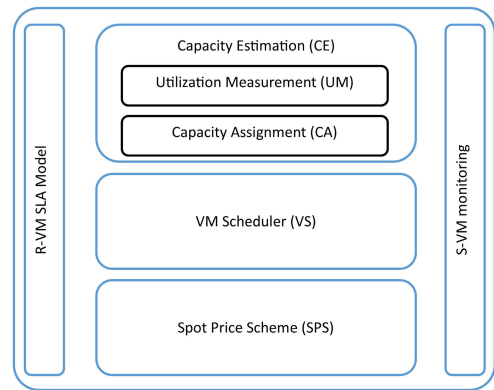 R-VM SLA Model
Capacity Estimation (CE)
Utilization Measurement (UM)
Capacity Assignment (CA)
VM Scheduler (VS)
Spot Price Scheme (SPS)
S-VM monitoring